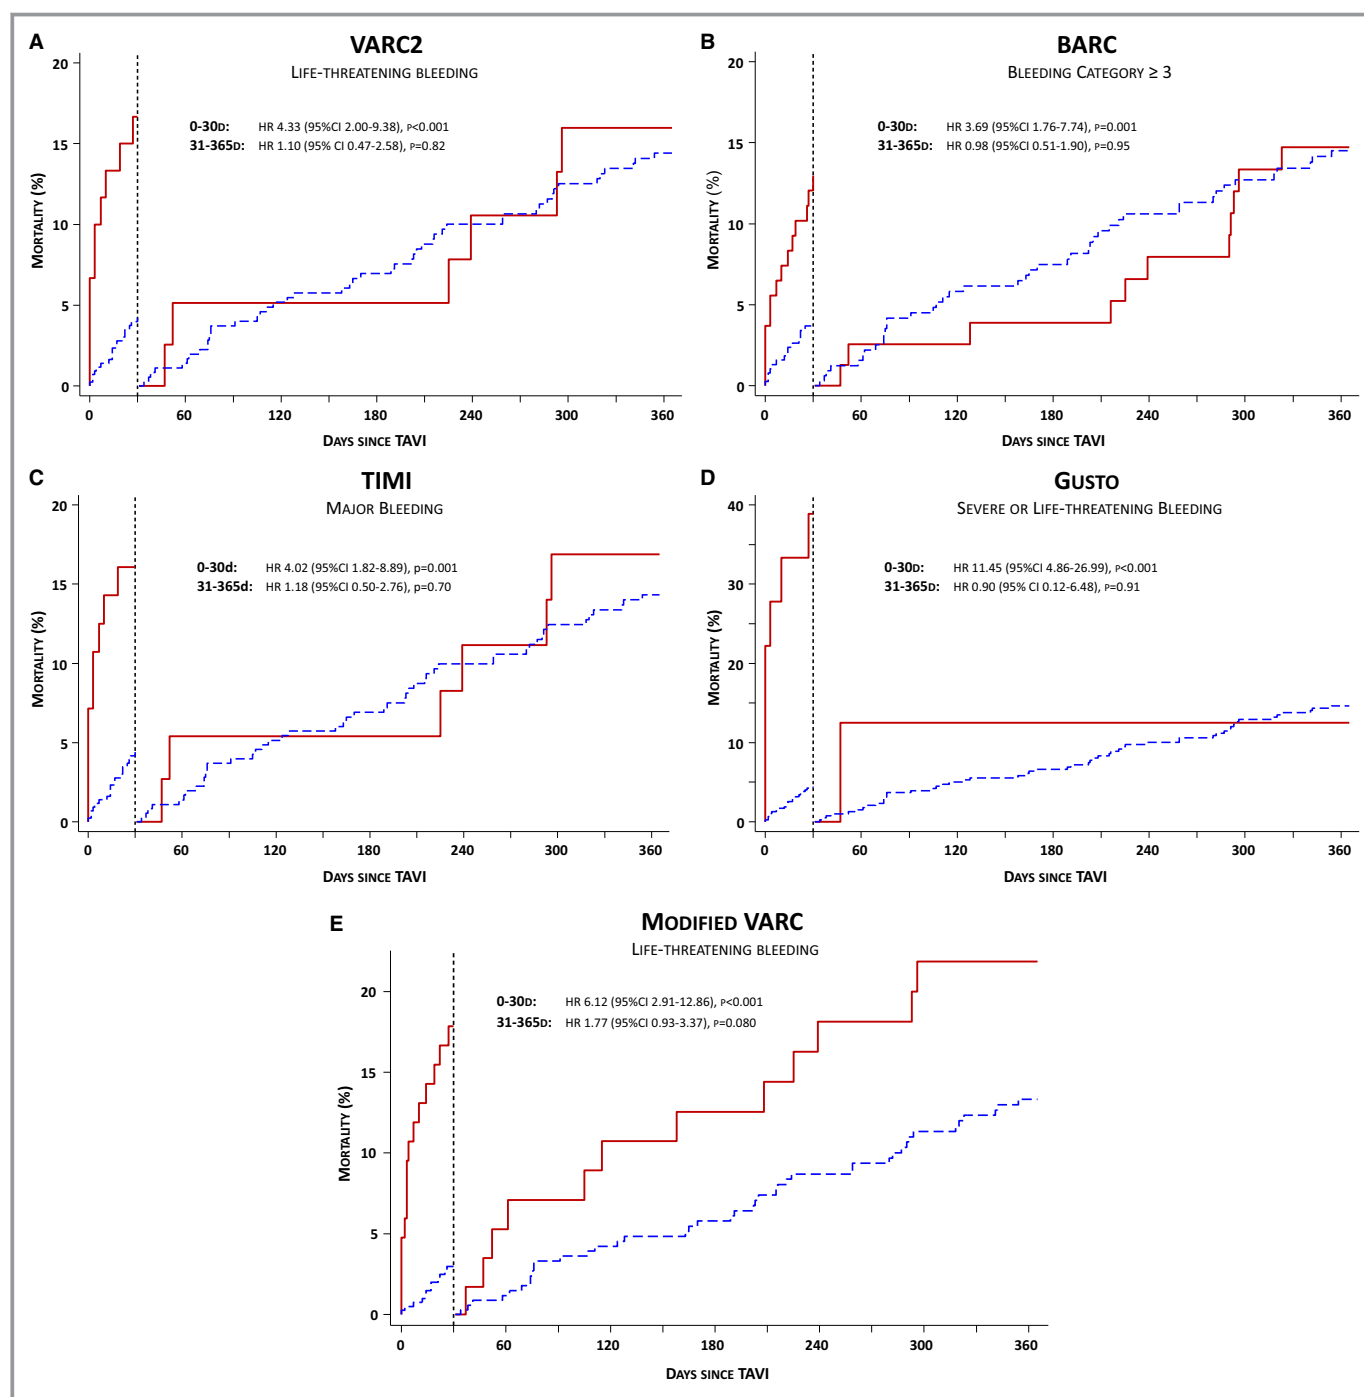 A
VARC2
LIFE-THREATENING BLEEDING
0-30D: HR 4.33 (95%CI 2.00-9.38), P<0.001
31-365D: HR 1.10 (95% CI 0.47-2.58), P=0.82
MORTALITY (%)
20
15
10
5
0
0 60 120 180 240 300 360
DAYS SINCE TAVI
B
BARC
BLEEDING CATEGORY ≥ 3
0-30D: HR 3.69 (95%CI 1.76-7.74), P=0.001
31-365D: HR 0.98 (95%CI 0.51-1.90), P=0.95
MORTALITY (%)
20
15
10
5
0
0 60 120 180 240 300 360
DAYS SINCE TAVI
C
TIMI
MAJOR BLEEDING
0-30d: HR 4.02 (95%CI 1.82-8.89), p=0.001
31-365d: HR 1.18 (95%CI 0.50-2.76), p=0.70
MORTALITY (%)
20
15
10
5
0
0 60 120 180 240 300 360
DAYS SINCE TAVI
D
GUSTO
SEVERE OR LIFE-THREATENING BLEEDING
0-30D: HR 11.45 (95%CI 4.86-26.99), P<0.001
31-365D: HR 0.90 (95% CI 0.12-6.48), P=0.91
MORTALITY (%)
40
30
20
10
0
0 60 120 180 240 300 360
DAYS SINCE TAVI
E
MODIFIED VARC
LIFE-THREATENING BLEEDING
0-30D: HR 6.12 (95%CI 2.91-12.86), P<0.001
31-365D: HR 1.77 (95%CI 0.93-3.37), P=0.080
MORTALITY (%)
20
15
10
5
0
0 60 120 180 240 300 360
DAYS SINCE TAVI